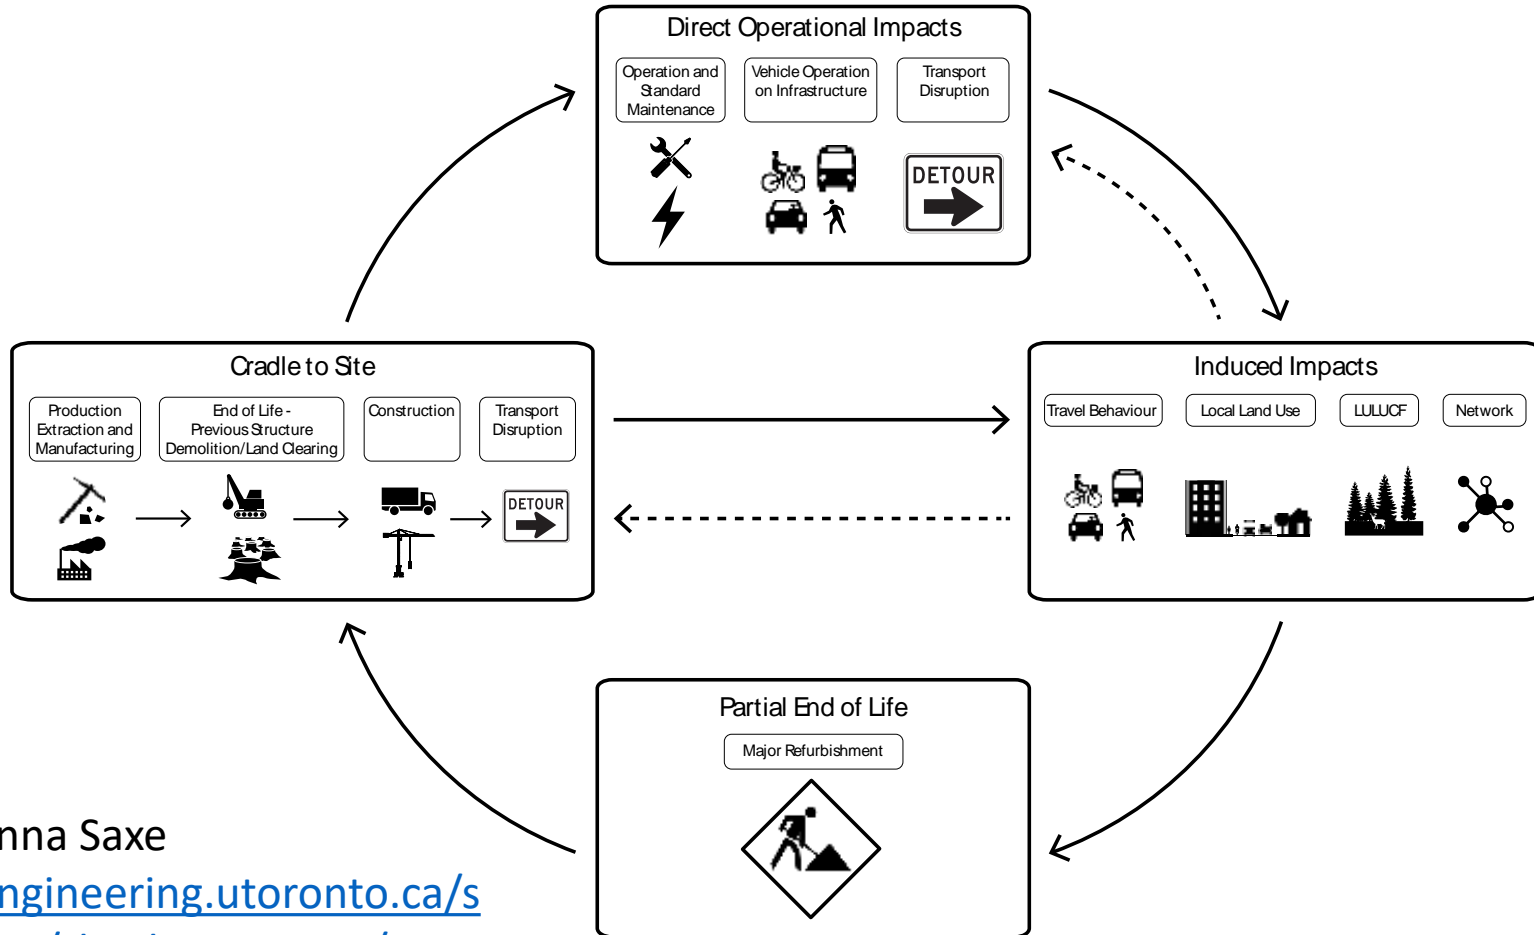 Direct Operational Impacts
Operation and
Standard
Maintenance
Vehicle Operation
on Infrastructure
Transport
Disruption
DETOUR
Cradle to Site
Production
Extraction and
Manufacturing
End of Life -
Previous Structure
Demolition/Land Clearing
Construction
Transport
Disruption
DETOUR
Induced Impacts
Travel Behaviour
Local Land Use
LULUCF
Network
Partial End of Life
Major Refurbishment
nna Saxe
ngineering.utoronto.ca/s